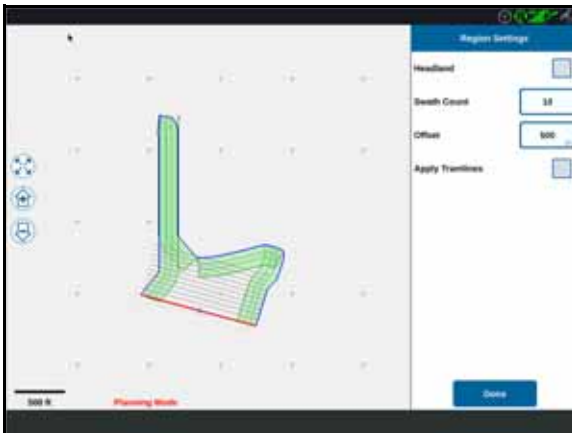 Region Settings
Headland
Swath Count
10
Offset
500
Apply Tramlines
500 ft
Planning Mode
Done